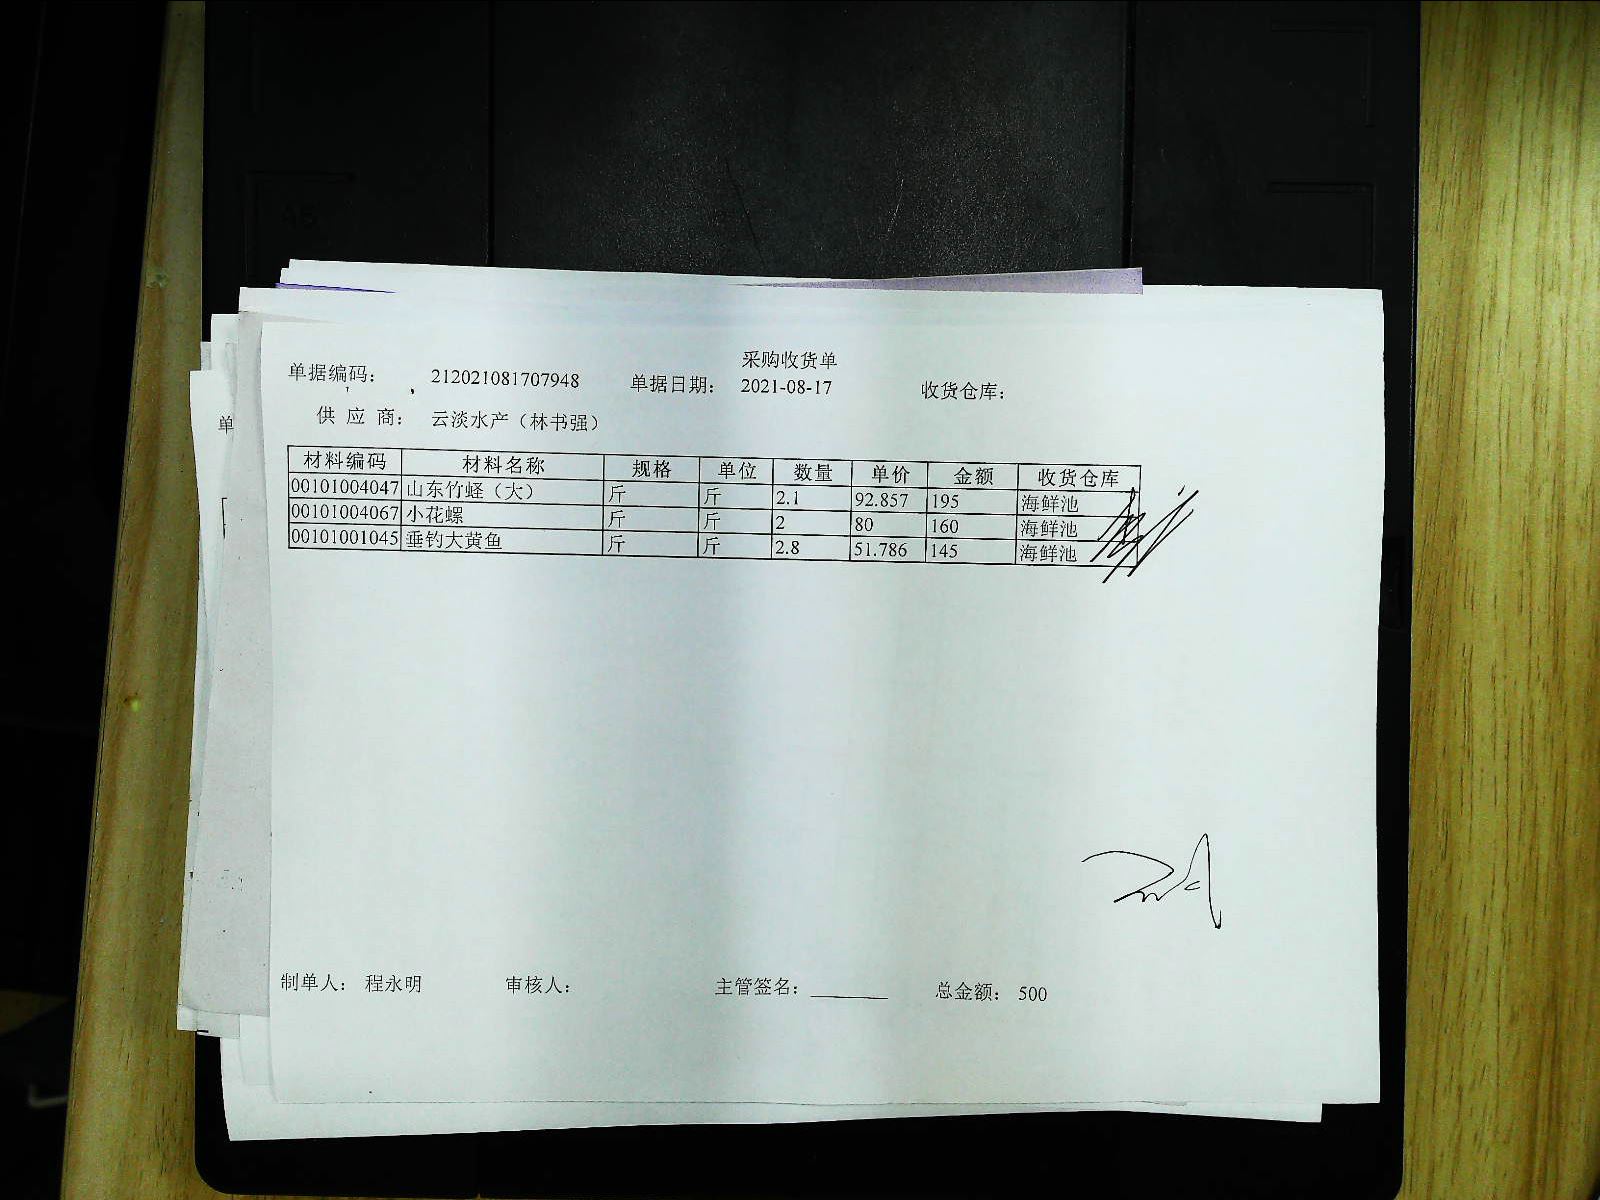 采购收货单
单据编码： 212021081707948 单据日期： 2021-08-17 收货仓库：
供 应 商： 云淡水产（林书强）
材料编码 材料名称 规格 单位 数量 单价 金额 收货仓库
00101004047 山东竹蛏（大） 斤 斤 2.1 92.857 195 海鲜池
00101004067 小花螺 斤 斤 2 80 160 海鲜池
00101001045 垂钓大黄鱼 斤 斤 2.8 51.786 145 海鲜池
制单人： 程永明 审核人： 主管签名： 总金额： 500
单